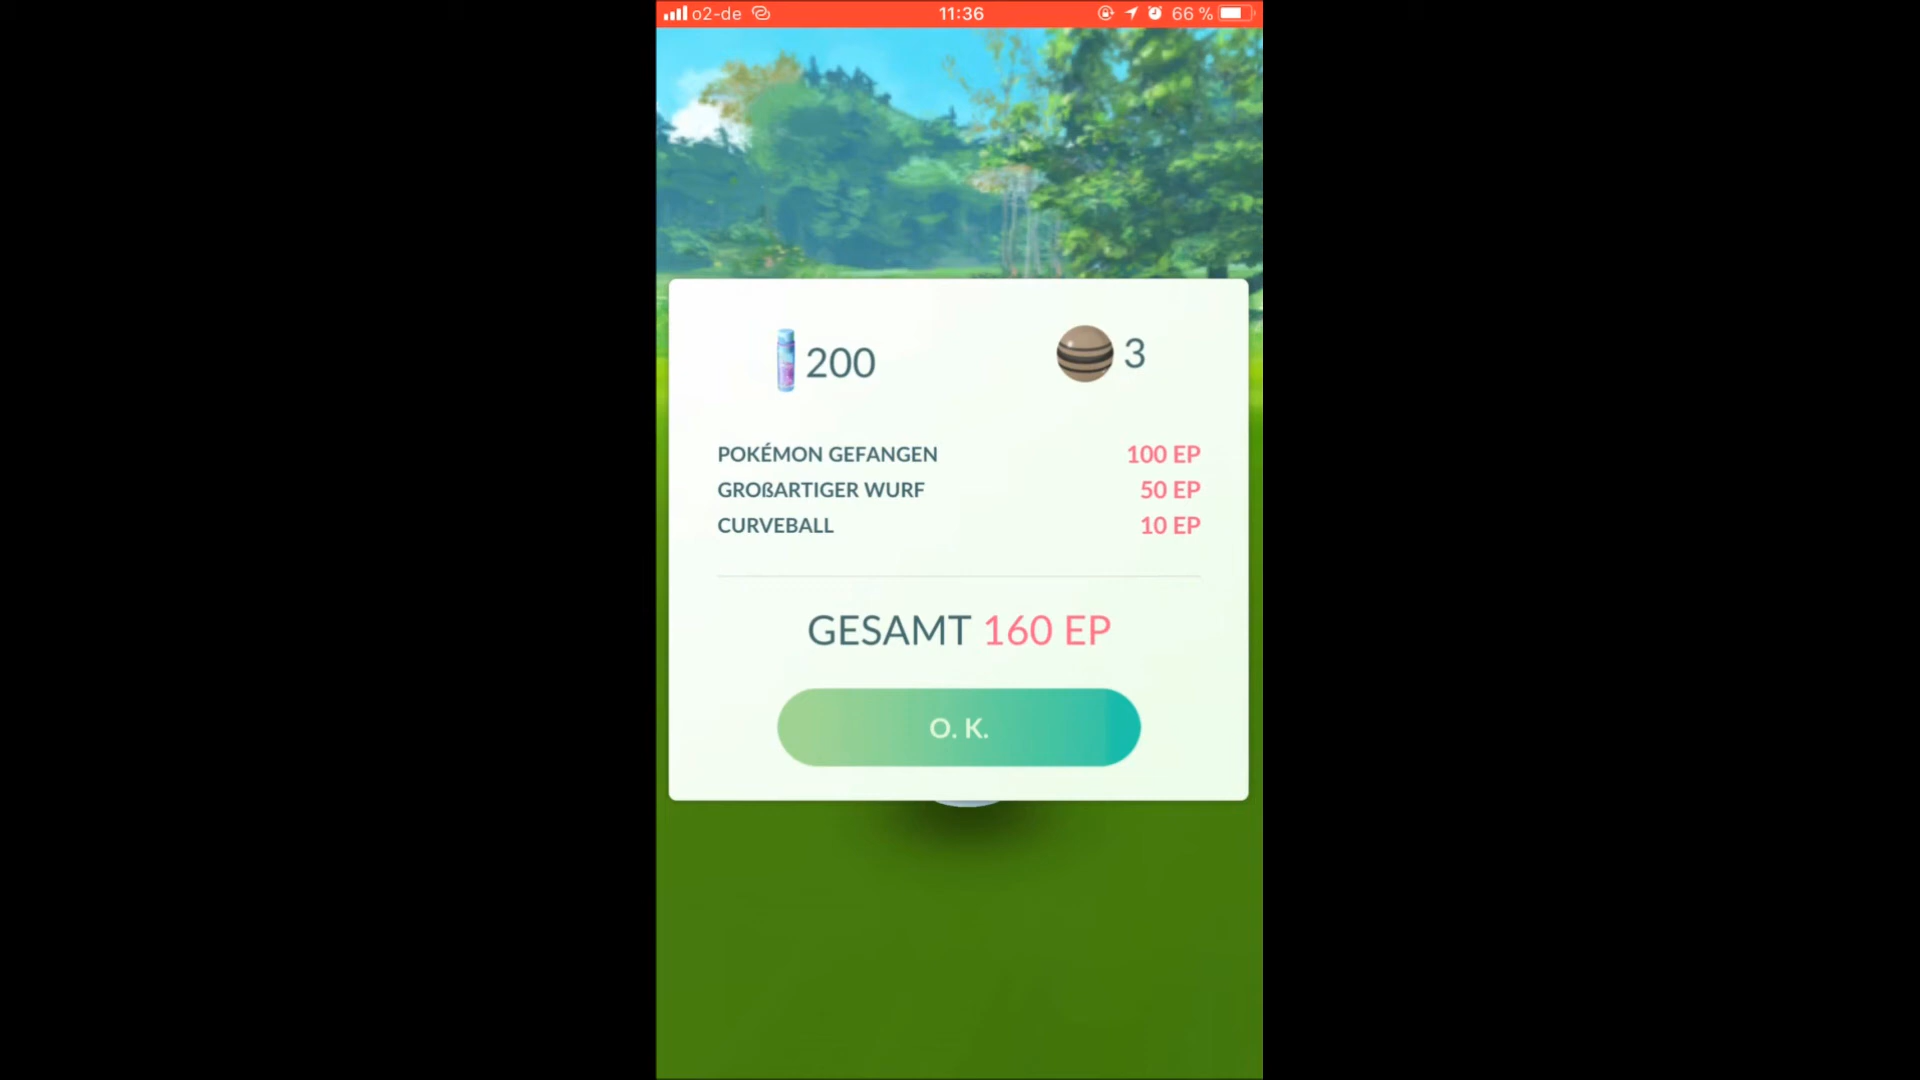 o2-de 11:36 66 %
200 3
POKÉMON GEFANGEN 100 EP
GROßARTIGER WURF 50 EP
CURVEBALL 10 EP
GESAMT 160 EP
O. K.